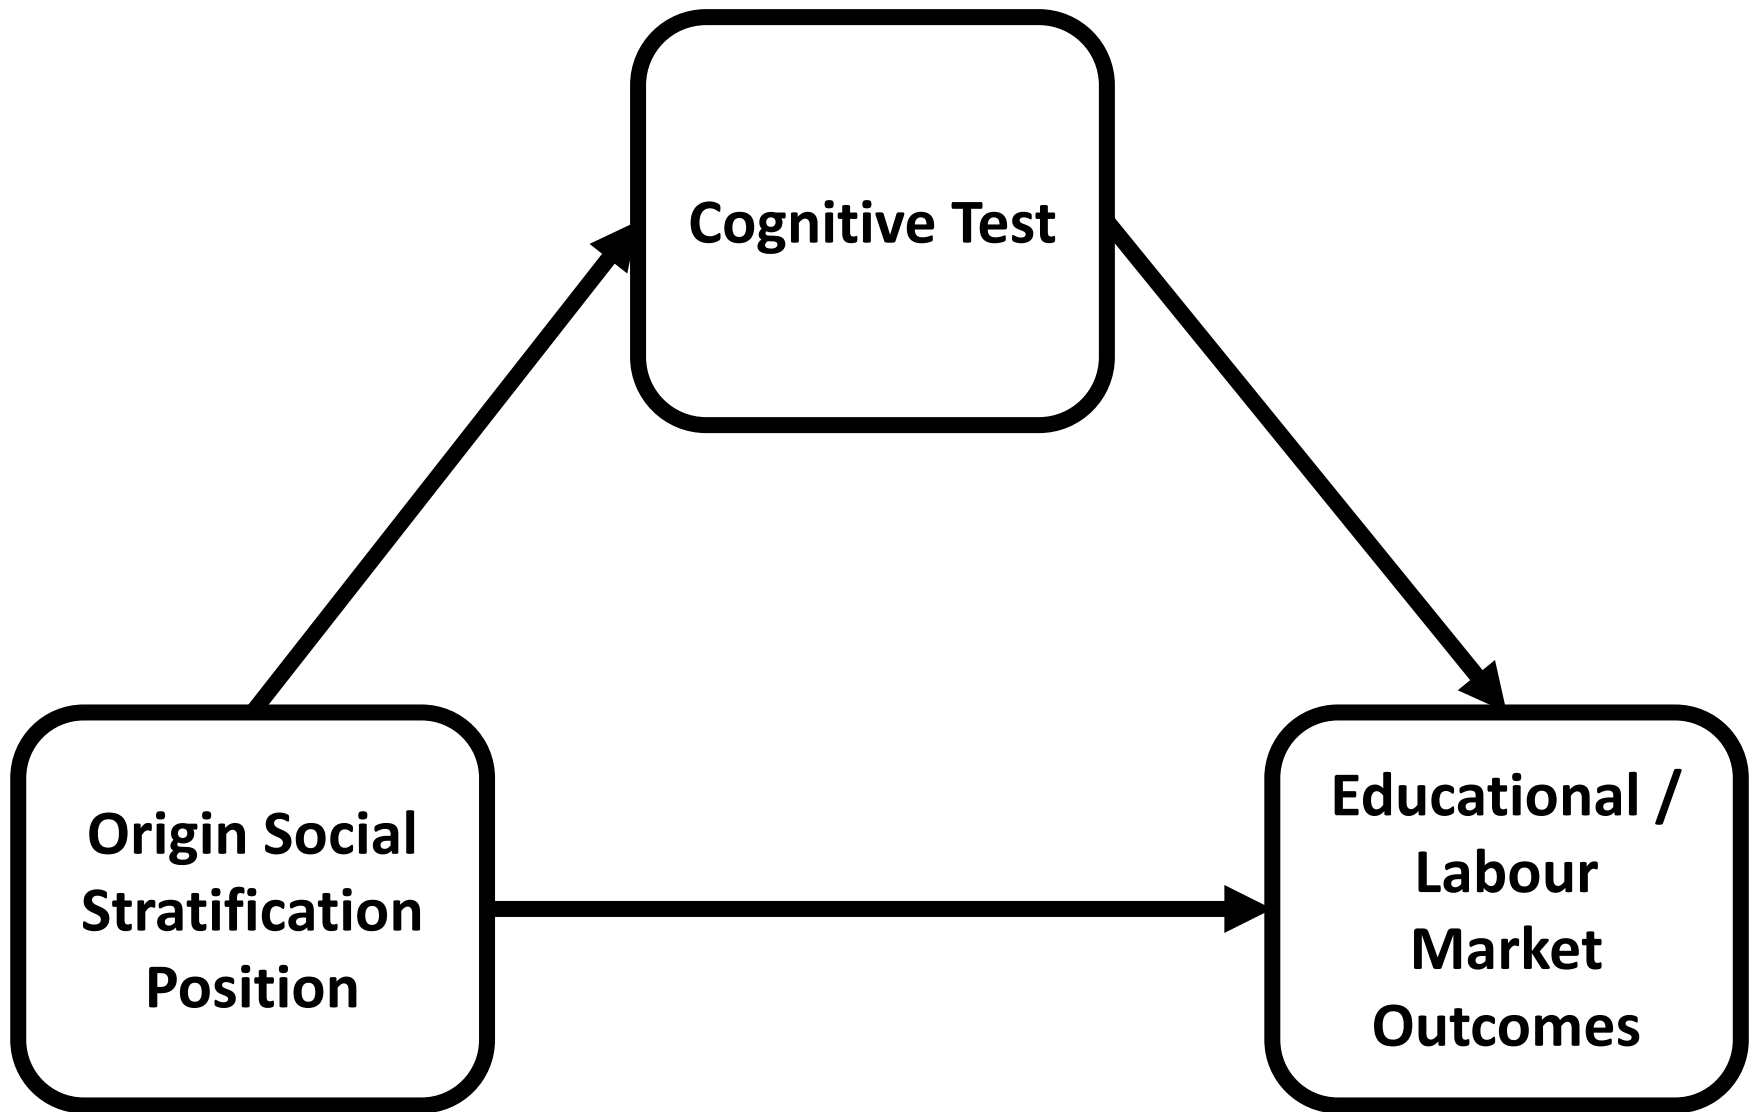 Cognitive Test
Origin Social
Stratification
Position
Educational /
Labour
Market
Outcomes